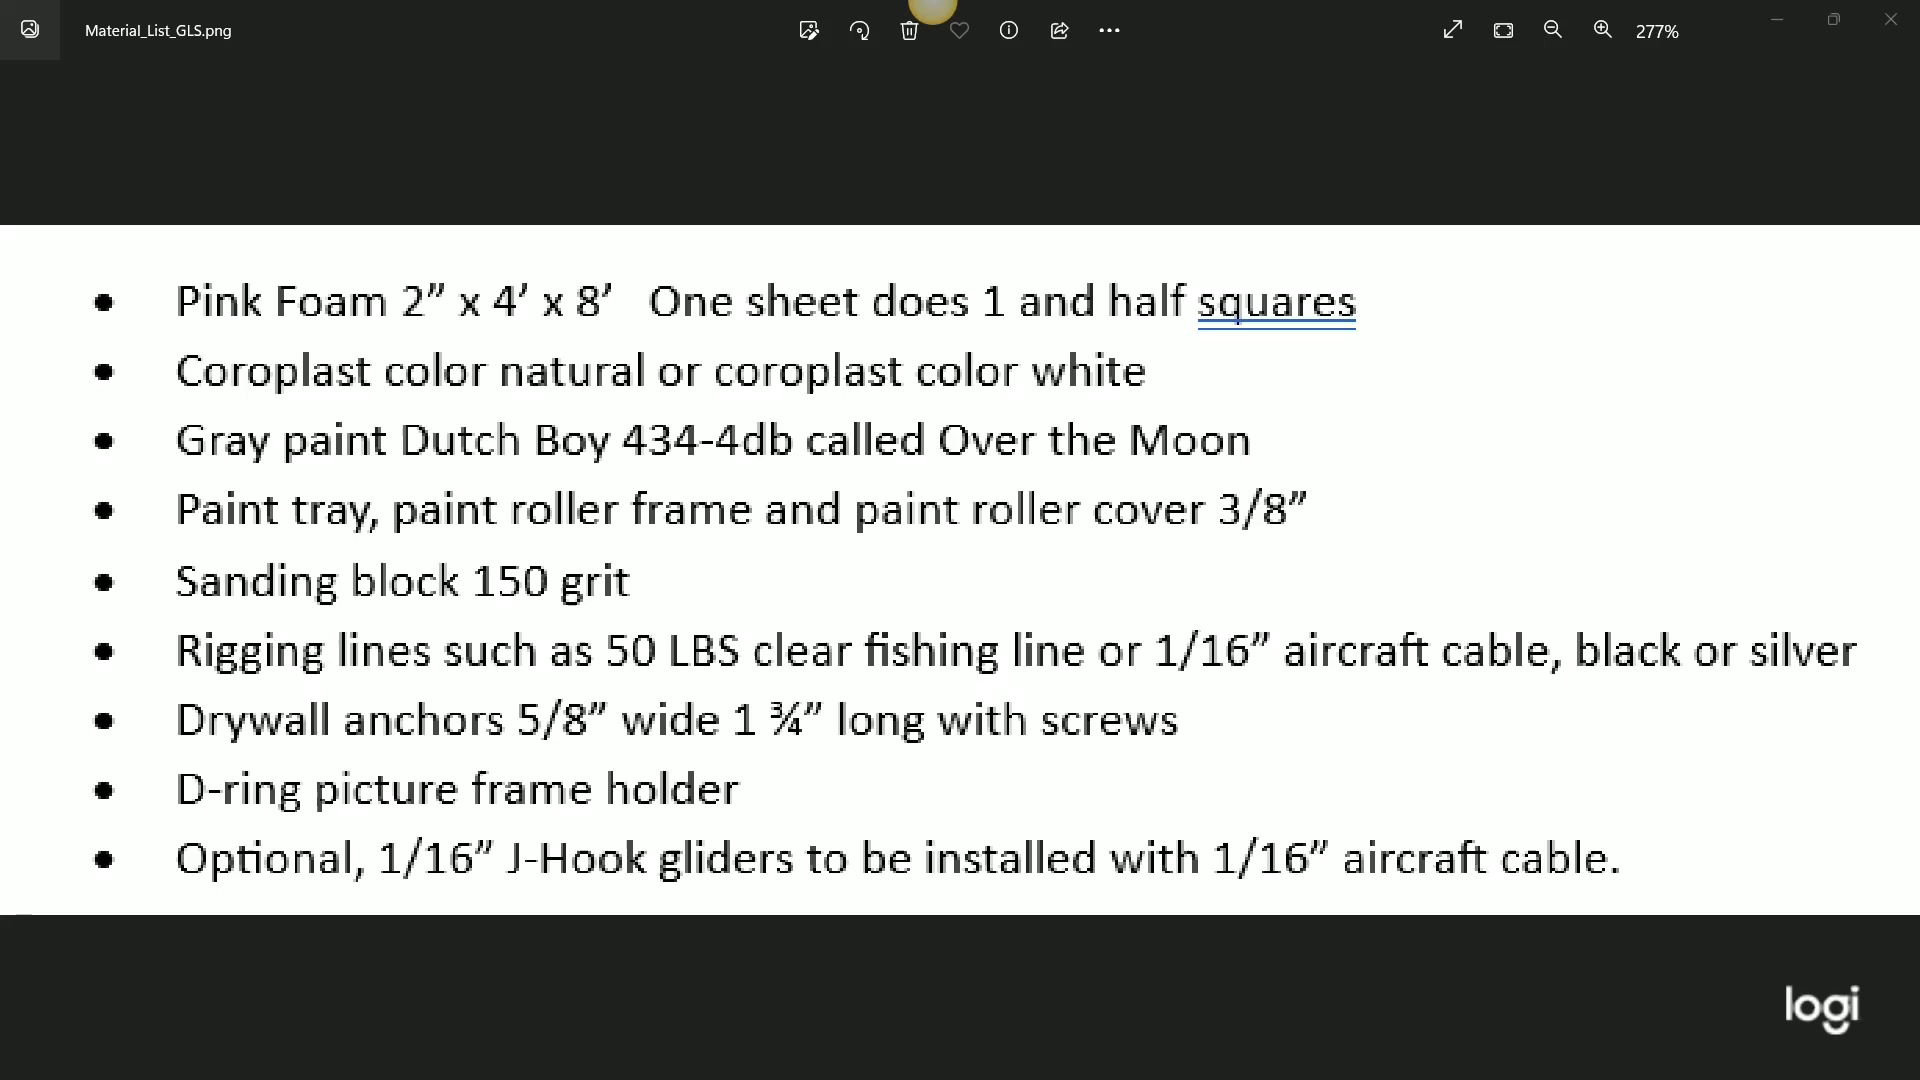 Material_List_GLS.png
277%
• Pink Foam 2” x 4’ x 8’ One sheet does 1 and half squares
• Coroplast color natural or coroplast color white
• Gray paint Dutch Boy 434-4db called Over the Moon
• Paint tray, paint roller frame and paint roller cover 3/8”
• Sanding block 150 grit
• Rigging lines such as 50 LBS clear fishing line or 1/16” aircraft cable, black or silver
• Drywall anchors 5/8” wide 1 ¾” long with screws
• D-ring picture frame holder
• Optional, 1/16” J-Hook gliders to be installed with 1/16” aircraft cable.
logi